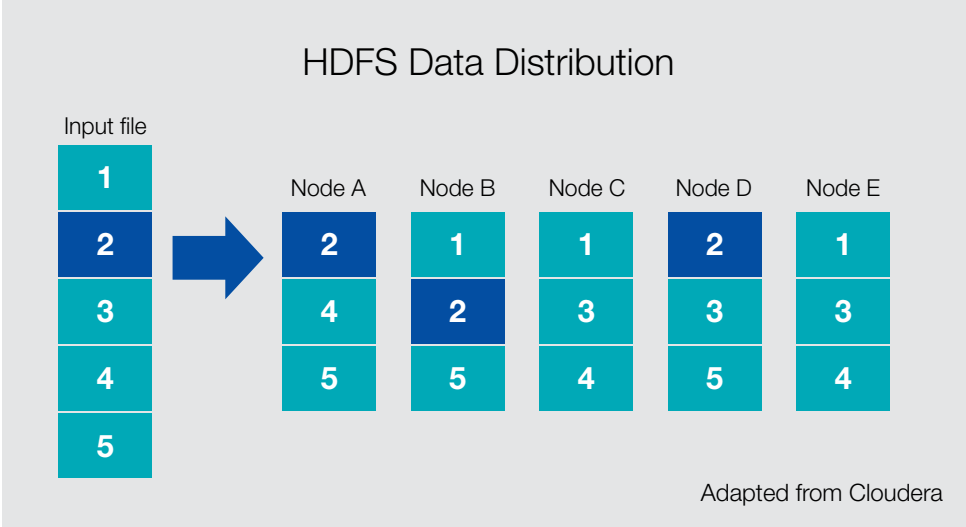 HDFS Data Distribution
Input file
1
2
3
4
5
Node A Node B Node C Node D Node E
2 1 1 2 1
4 2 3 3 3
5 5 4 5 4
Adapted from Cloudera